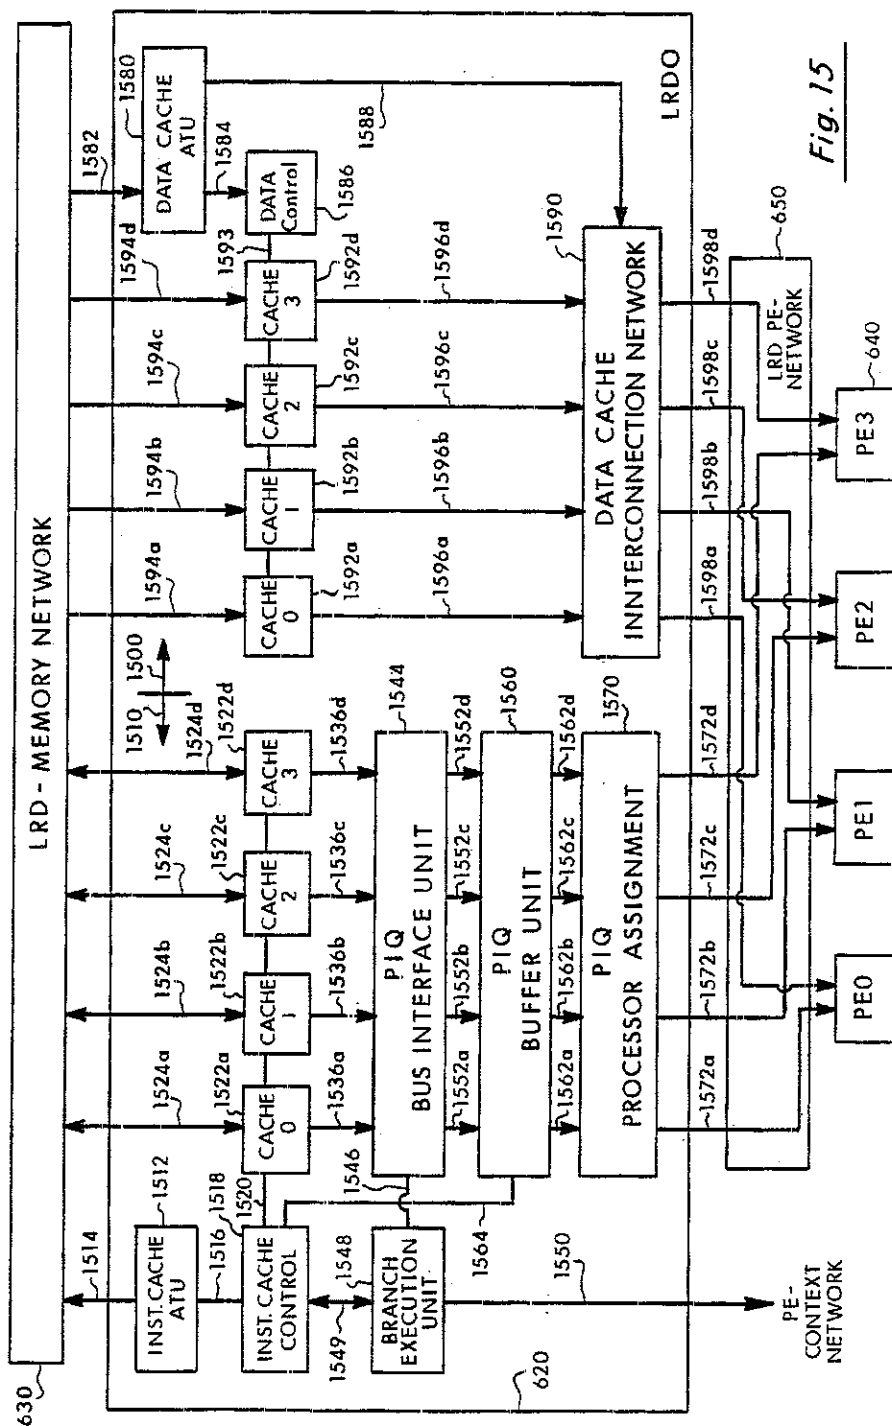 630
LRD-MEMORY NETWORK
1514
1524a
1524b
1524c
1524d
1510
1500
1594a
1594b
1594c
1594d
1582
INST. CACHE
ATU
1512
1516
1518
INST. CACHE
CONTROL
1520
1522a
CACHE
0
1522b
CACHE
1
1522c
CACHE
2
1522d
CACHE
3
CACHE
0
1592a
CACHE
1
1592b
CACHE
2
1592c
CACHE
3
1592d
1593
DATA
Control
1586
1584
DATA CACHE
ATU
1580
1588
1549
1548
BRANCH
EXECUTION
UNIT
1546
1536a
1536b
1536c
1536d
PIQ
BUS INTERFACE UNIT
1544
1596a
1596b
1596c
1596d
1552a
1552b
1552c
1552d
PIQ
BUFFER UNIT
1560
1564
1562a
1562b
1562c
1562d
PIQ
PROCESSOR ASSIGNMENT
1570
DATA CACHE
INNTERCONNECTION NETWORK
1590
1550
620
LRDO
1572a
1572b
1572c
1572d
1598a
1598b
1598c
1598d
LRD PE-
NETWORK
650
PE-
CONTEXT
NETWORK
PE0
PE1
PE2
PE3
640
Fig. 15